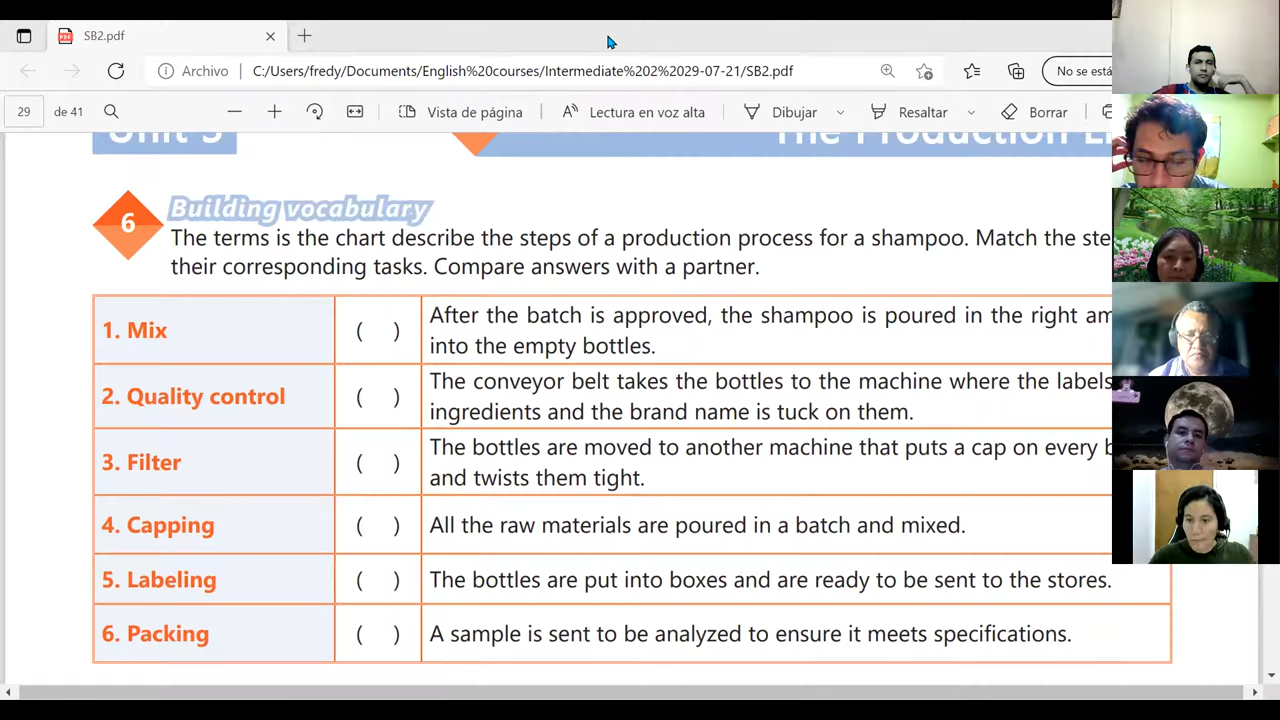 SB2.pdf
Archivo C:/Users/fredy/Documents/English%20courses/Intermediate%202%2029-07-21/SB2.pdf No se está
29 de 41 Vista de página Lectura en voz alta Dibujar Resaltar Borrar
Unit 5 The Production
6 Building vocabulary
The terms is the chart describe the steps of a production process for a shampoo. Match the
their corresponding tasks. Compare answers with a partner.
1. Mix ( ) After the batch is approved, the shampoo is poured in the right
into the empty bottles.
2. Quality control ( ) The conveyor belt takes the bottles to the machine where the labels
ingredients and the brand name is tuck on them.
3. Filter ( ) The bottles are moved to another machine that puts a cap on every
and twists them tight.
4. Capping ( ) All the raw materials are poured in a batch and mixed.
5. Labeling ( ) The bottles are put into boxes and are ready to be sent to the stores.
6. Packing ( ) A sample is sent to be analyzed to ensure it meets specifications.